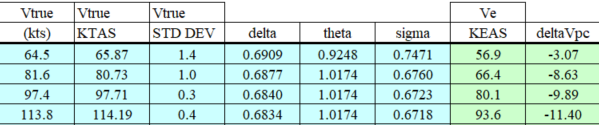 Vtrue Vtrue Vtrue Ve
(kts) KTAS STD DEV delta theta sigma KEAS deltaVpc
64.5 65.87 1.4 0.6909 0.9248 0.7471 56.9 -3.07
81.6 80.73 1.0 0.6877 1.0174 0.6760 66.4 -8.63
97.4 97.71 0.3 0.6840 1.0174 0.6723 80.1 -9.89
113.8 114.19 0.4 0.6834 1.0174 0.6718 93.6 -11.40